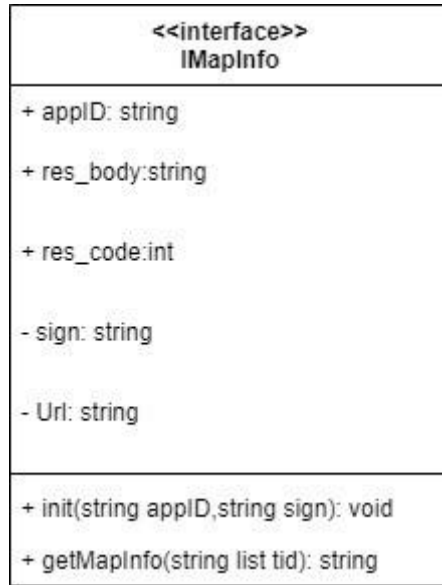 <<interface>>
IMapInfo
+ appID: string
+ res_body:string
+ res_code:int
- sign: string
- Url: string
+ init(string appID,string sign): void
+ getMapInfo(string list tid): string